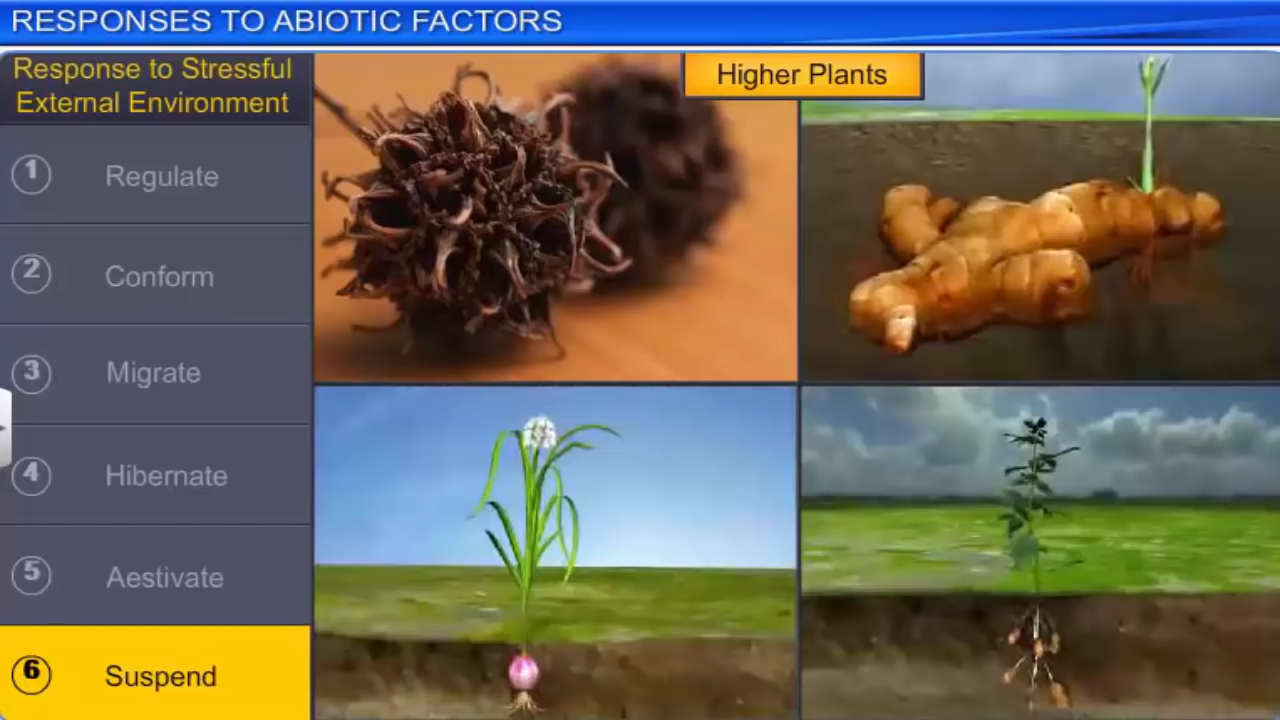 RESPONSES TO ABIOTIC FACTORS
Response to Stressful
External Environment
1 Regulate
2 Conform
3 Migrate
4 Hibernate
5 Aestivate
6 Suspend
Higher Plants